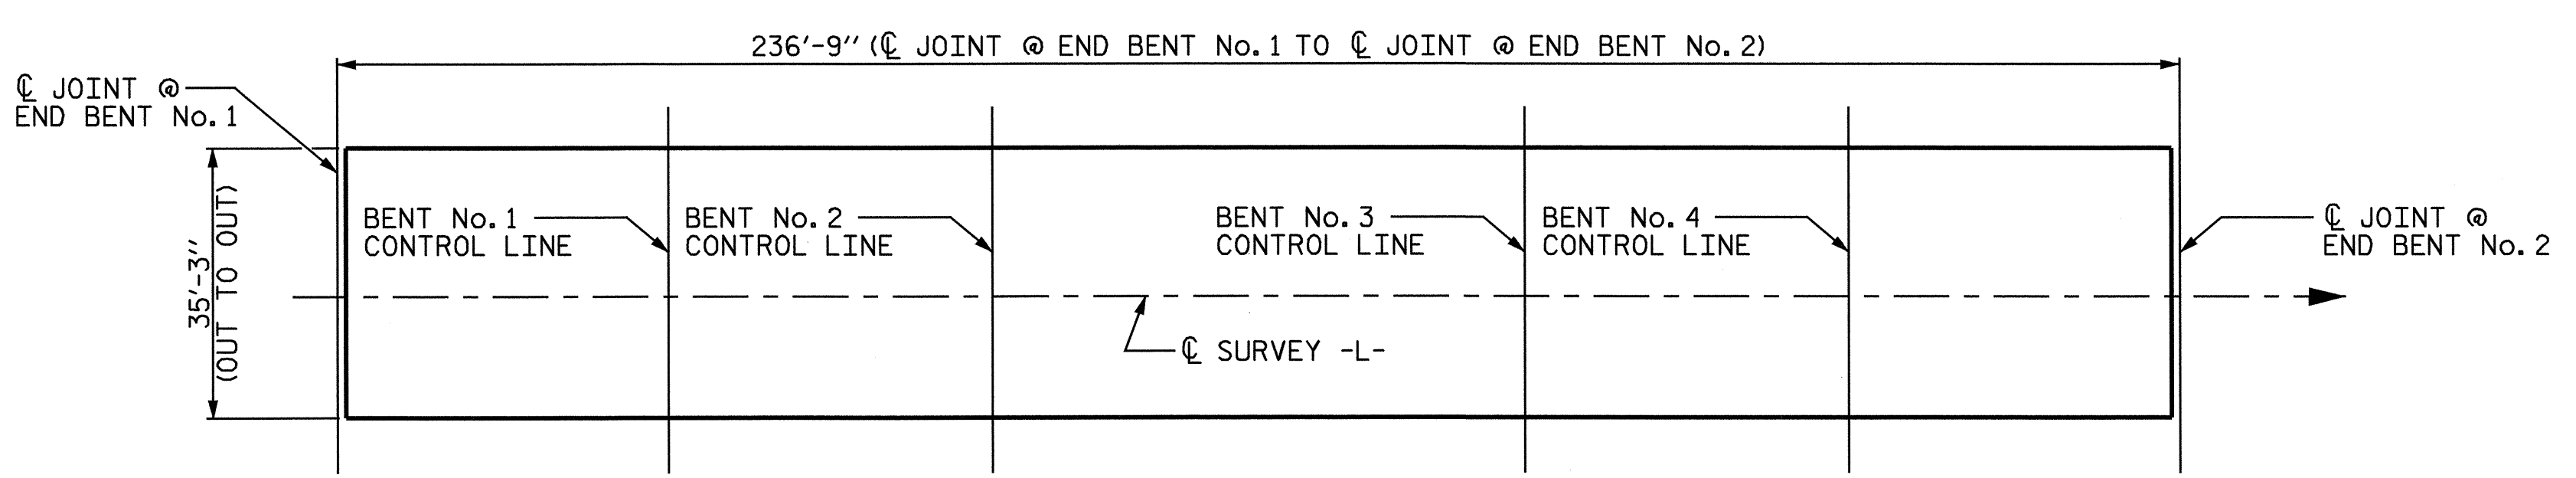 236'-9" (℄ JOINT @ END BENT No. 1 TO ℄ JOINT @ END BENT No. 2)
℄ JOINT @
END BENT No. 1
35'-3"
(OUT TO OUT)
BENT No. 1
CONTROL LINE
BENT No. 2
CONTROL LINE
BENT No. 3
CONTROL LINE
BENT No. 4
CONTROL LINE
℄ JOINT @
END BENT No. 2
℄ SURVEY -L-